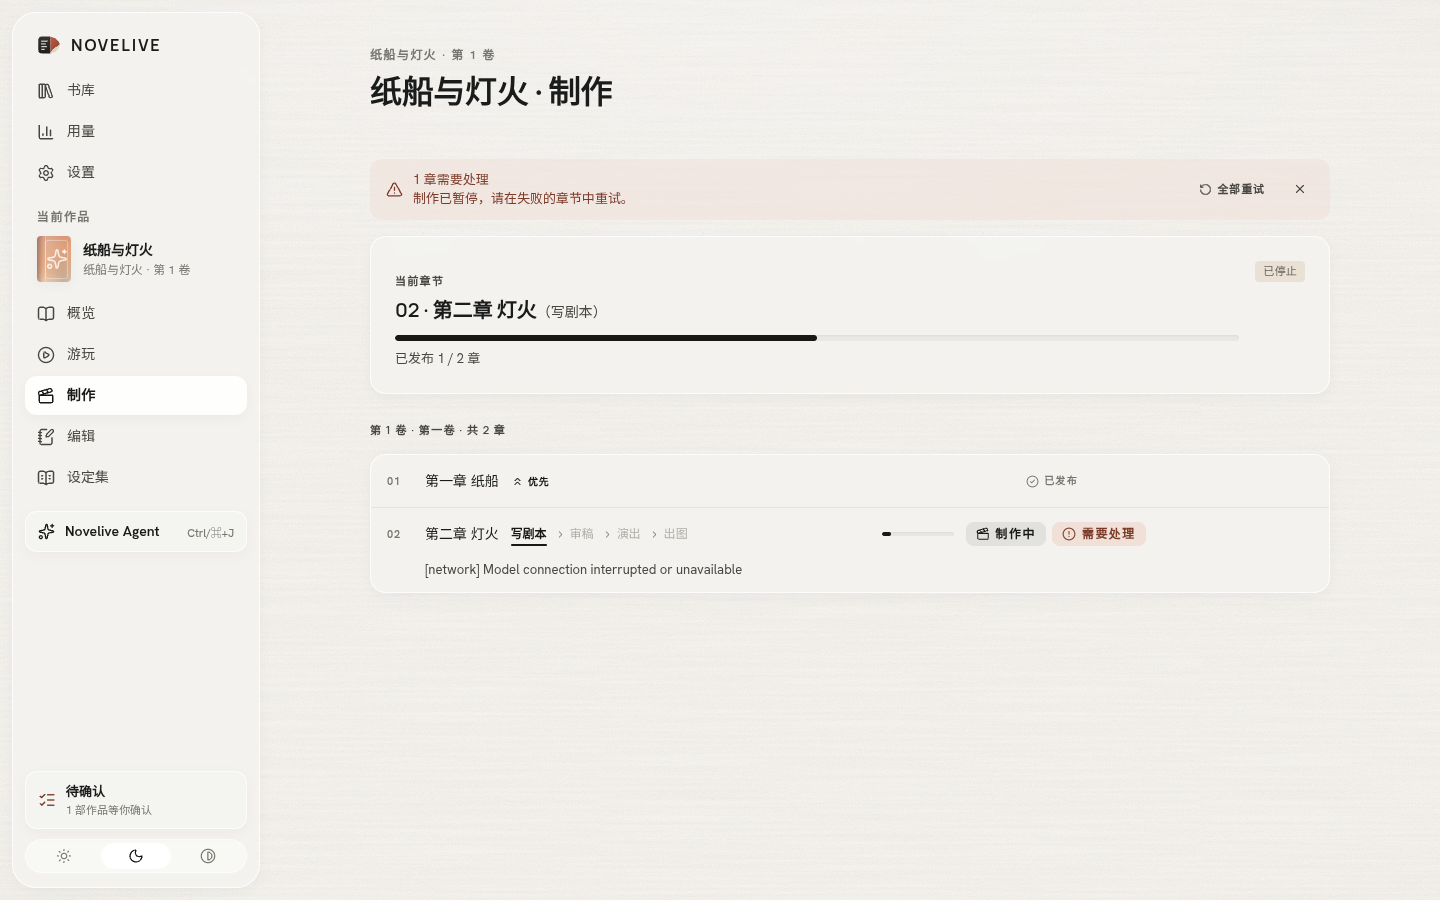 NOVELIVE
书库
用量
设置
当前作品
纸船与灯火
纸船与灯火 · 第 1 卷
概览
游玩
制作
编辑
设定集
Novelive Agent Ctrl/⌘+J
待确认
1 部作品等你确认
纸船与灯火 · 第 1 卷
纸船与灯火 · 制作
1 章需要处理
制作已暂停，请在失败的章节中重试。
全部重试
已停止
当前章节
02 · 第二章 灯火（写剧本）
已发布 1 / 2 章
第 1 卷 · 第一卷 · 共 2 章
01 第一章 纸船 优先 已发布
02 第二章 灯火 写剧本 › 审稿 › 演出 › 出图 制作中 需要处理
[network] Model connection interrupted or unavailable